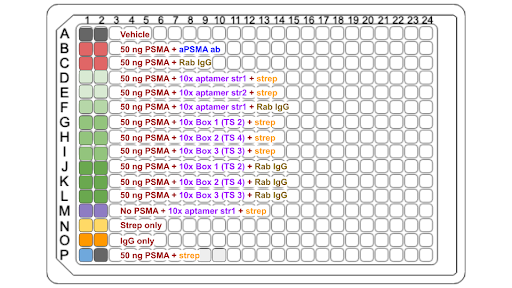 1 2 3 4 5 6 7 8 9 10 11 12 13 14 15 16 17 18 19 20 21 22 23 24
A Vehicle
B 50 ng PSMA + aPSMA ab
C 50 ng PSMA + Rab IgG
D 50 ng PSMA + 10x aptamer str1 + strep
E 50 ng PSMA + 10x aptamer str2 + strep
F 50 ng PSMA + 10x aptamer str1 + Rab IgG
G 50 ng PSMA + 10x Box 1 (TS 2) + strep
H 50 ng PSMA + 10x Box 2 (TS 4) + strep
I 50 ng PSMA + 10x Box 3 (TS 3) + strep
J 50 ng PSMA + 10x Box 1 (TS 2) + Rab IgG
K 50 ng PSMA + 10x Box 2 (TS 4) + Rab IgG
L 50 ng PSMA + 10x Box 3 (TS 3) + Rab IgG
M No PSMA + 10x aptamer str1 + strep
N Strep only
O IgG only
P 50 ng PSMA + strep